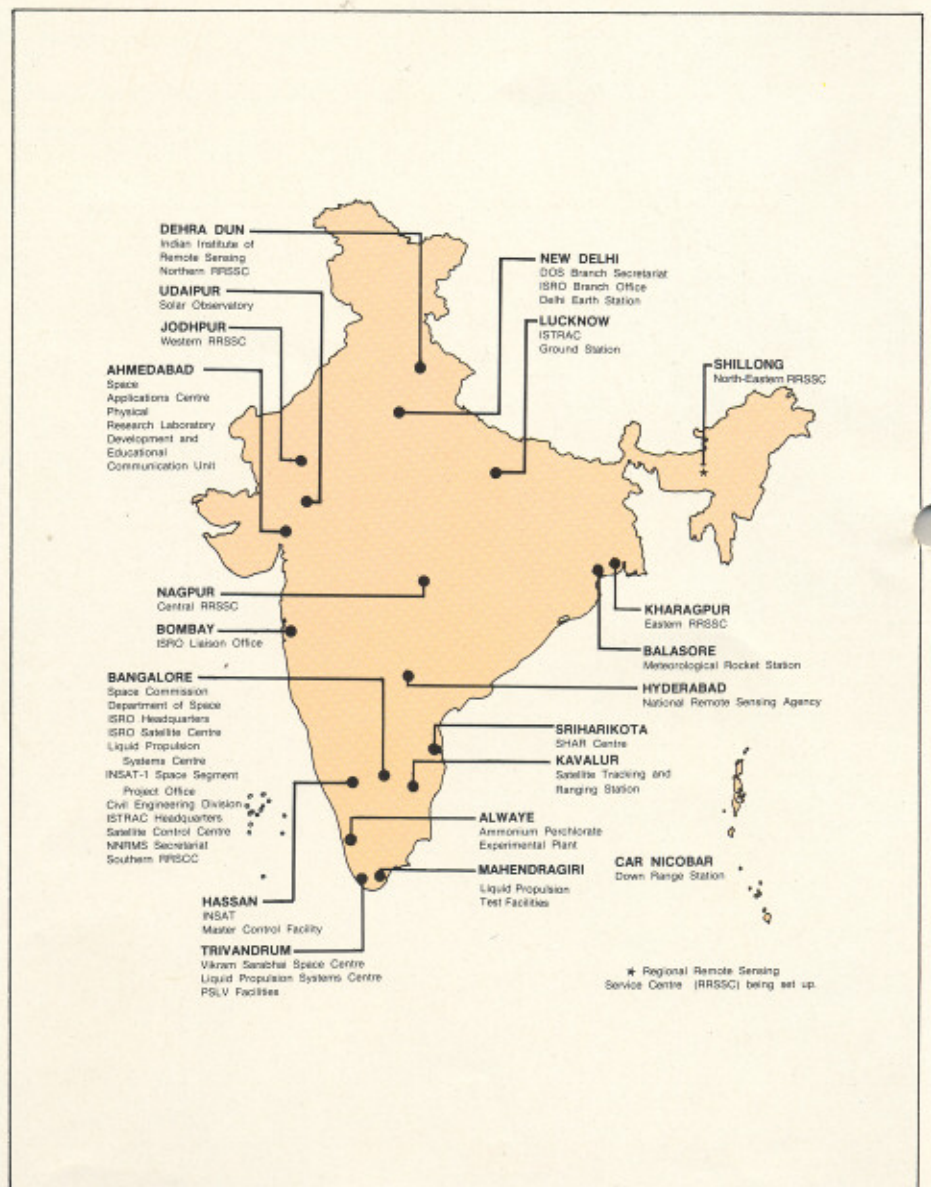 DEHRA DUN
Indian Institute of
Remote Sensing
Northern RRSSC
UDAIPUR
Solar Observatory
JODHPUR
Western RRSSC
AHMEDABAD
Space
Applications Centre
Physical
Research Laboratory
Development and
Educational
Communication Unit
NEW DELHI
DOS Branch Secretariat
ISRO Branch Office
Delhi Earth Station
LUCKNOW
ISTRAC
Ground Station
SHILLONG
North-Eastern RRSSC
NAGPUR
Central RRSSC
BOMBAY
ISRO Liaison Office
BANGALORE
Space Commission
Department of Space
ISRO Headquarters
ISRO Satellite Centre
Liquid Propulsion
Systems Centre
INSAT-1 Space Segment
Project Office
Civil Engineering Division
ISTRAC Headquarters
Satellite Control Centre
NNRMS Secretariat
Southern RRSCC
HASSAN
INSAT
Master Control Facility
TRIVANDRUM
Vikram Sarabhai Space Centre
Liquid Propulsion Systems Centre
PSLV Facilities
KHARAGPUR
Eastern RRSSC
BALASORE
Meteorological Rocket Station
HYDERABAD
National Remote Sensing Agency
SRIHARIKOTA
SHAR Centre
KAVALUR
Satellite Tracking and
Ranging Station
ALWAYE
Ammonium Perchlorate
Experimental Plant
MAHENDRAGIRI
Liquid Propulsion
Test Facilities
CAR NICOBAR
Down Range Station
* Regional Remote Sensing
Service Centre (RRSSC) being set up.